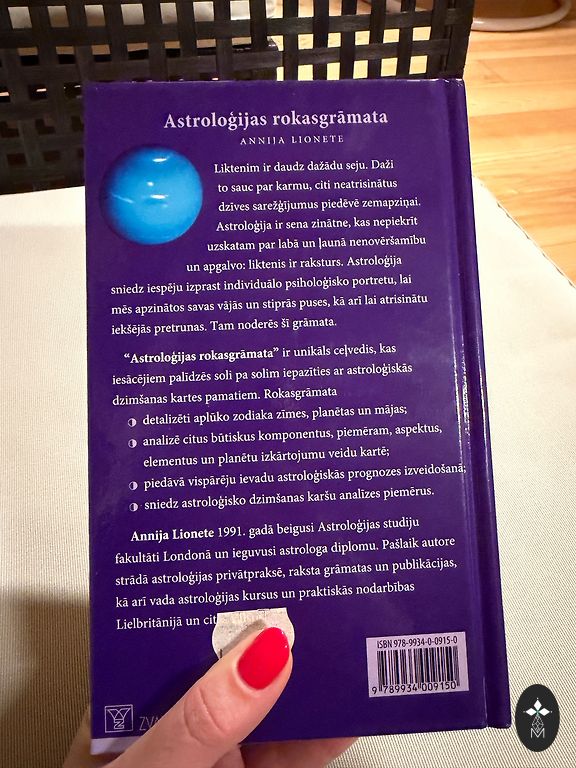 Astroloģijas rokasgrāmata
ANNIJA LIONETE
Liktenim ir daudz dažādu seju. Daži
to sauc par karmu, citi neatrisinātus
dzives sarežģījumus piedēvē zemapziņai.
Astroloģija ir sena zinātne, kas nepiekrīt
uzskatam par labā un ļaunā nenovēršamību
un apgalvo: liktenis ir raksturs. Astroloģija
sniedz iespēju izprast individuālo psiholoģisko portretu, lai
mēs apzinātos savas vājās un stiprās puses, kā arī lai atrisinātu
iekšējās pretrunas. Tam noderēs šī grāmata.
“Astroloģijas rokasgrāmata” ir unikāls ceļvedis, kas
iesācējiem palīdzēs soli pa solim iepazīties ar astroloģiskās
dzimšanas kartes pamatiem. Rokasgrāmata
detalizēti aplūko zodiaka zīmes, planētas un mājas;
analizē citus būtiskus komponentus, piemēram, aspektus,
elementus un planētu izkārtojumu veidu kartē;
piedāvā vispārēju ievadu astroloģiskās prognozes izveidošanā;
sniedz astroloģisko dzimšanas karšu analīzes piemērus.
Annija Lionete 1991. gadā beigusi Astroloģijas studiju
fakultāti Londonā un ieguvusi astrologa diplomu. Pašlaik autore
strādā astroloģijas privātpraksē, raksta grāmatas un publikācijas,
kā arī vada astroloģijas kursus un praktiskās nodarbības
Lielbritānijā un cit
ISBN 978-9934-0-0915-0
9 789934 009150
ZVA